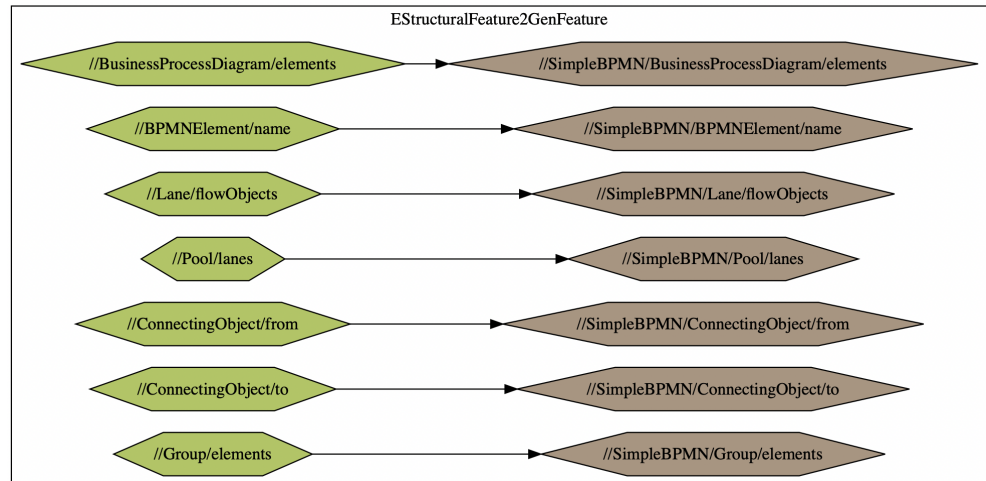 EStructuralFeature2GenFeature
//BusinessProcessDiagram/elements //SimpleBPMN/BusinessProcessDiagram/elements
//BPMNElement/name //SimpleBPMN/BPMNElement/name
//Lane/flowObjects //SimpleBPMN/Lane/flowObjects
//Pool/lanes //SimpleBPMN/Pool/lanes
//ConnectingObject/from //SimpleBPMN/ConnectingObject/from
//ConnectingObject/to //SimpleBPMN/ConnectingObject/to
//Group/elements //SimpleBPMN/Group/elements